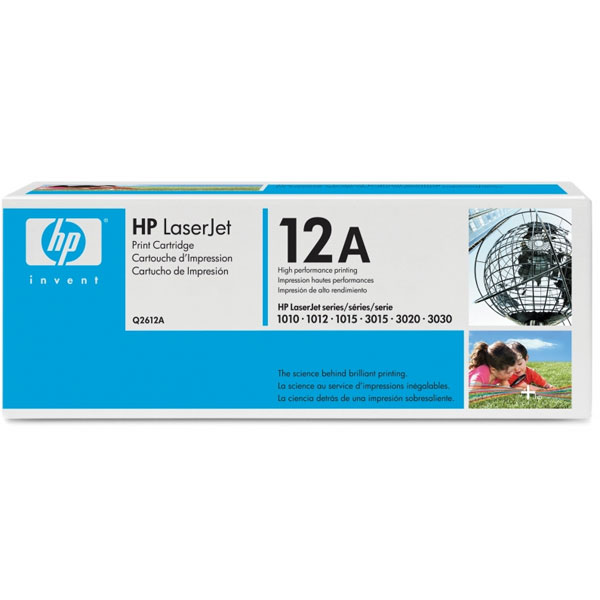 hp
invent
HP LaserJet
Print Cartridge
Cartouche d'Impression
Cartucho de Impresión
Q2612A
12A
High performance printing
Impression hautes performances
Impresión de alto rendimiento
HP LaserJet series/séries/serie
1010 · 1012 · 1015 · 3015 · 3020 · 3030
The science behind brilliant printing.
La science au service d'impressions inégalables.
La ciencia detrás de una impresión sobresaliente.